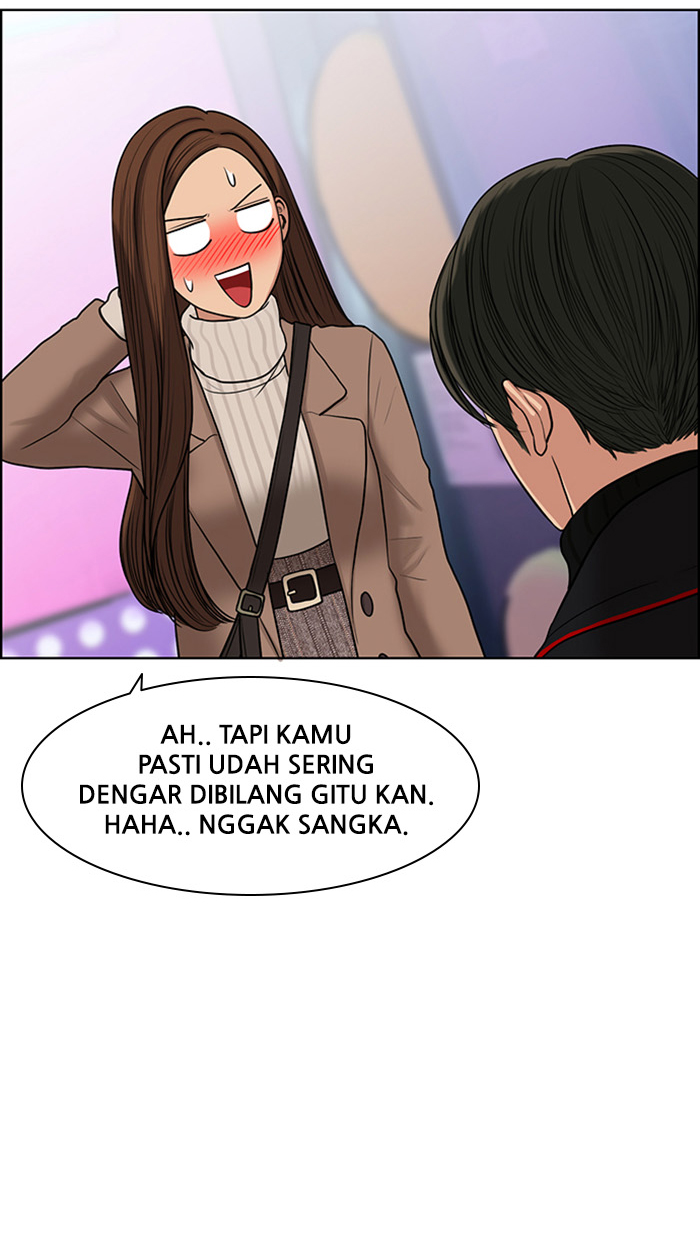 AH.. TAPI KAMU
PASTI UDAH SERING
DENGAR DIBILANG GITU KAN.
HAHA.. NGGAK SANGKA.